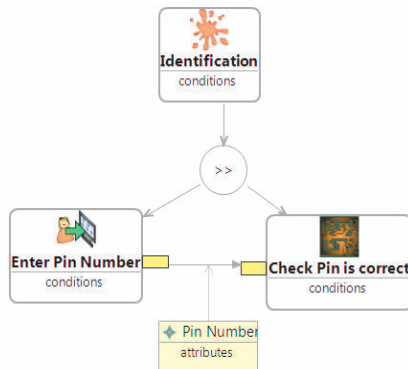 Identification
conditions
>>
Enter Pin Number
conditions
Check Pin is correct
conditions
Pin Number
attributes